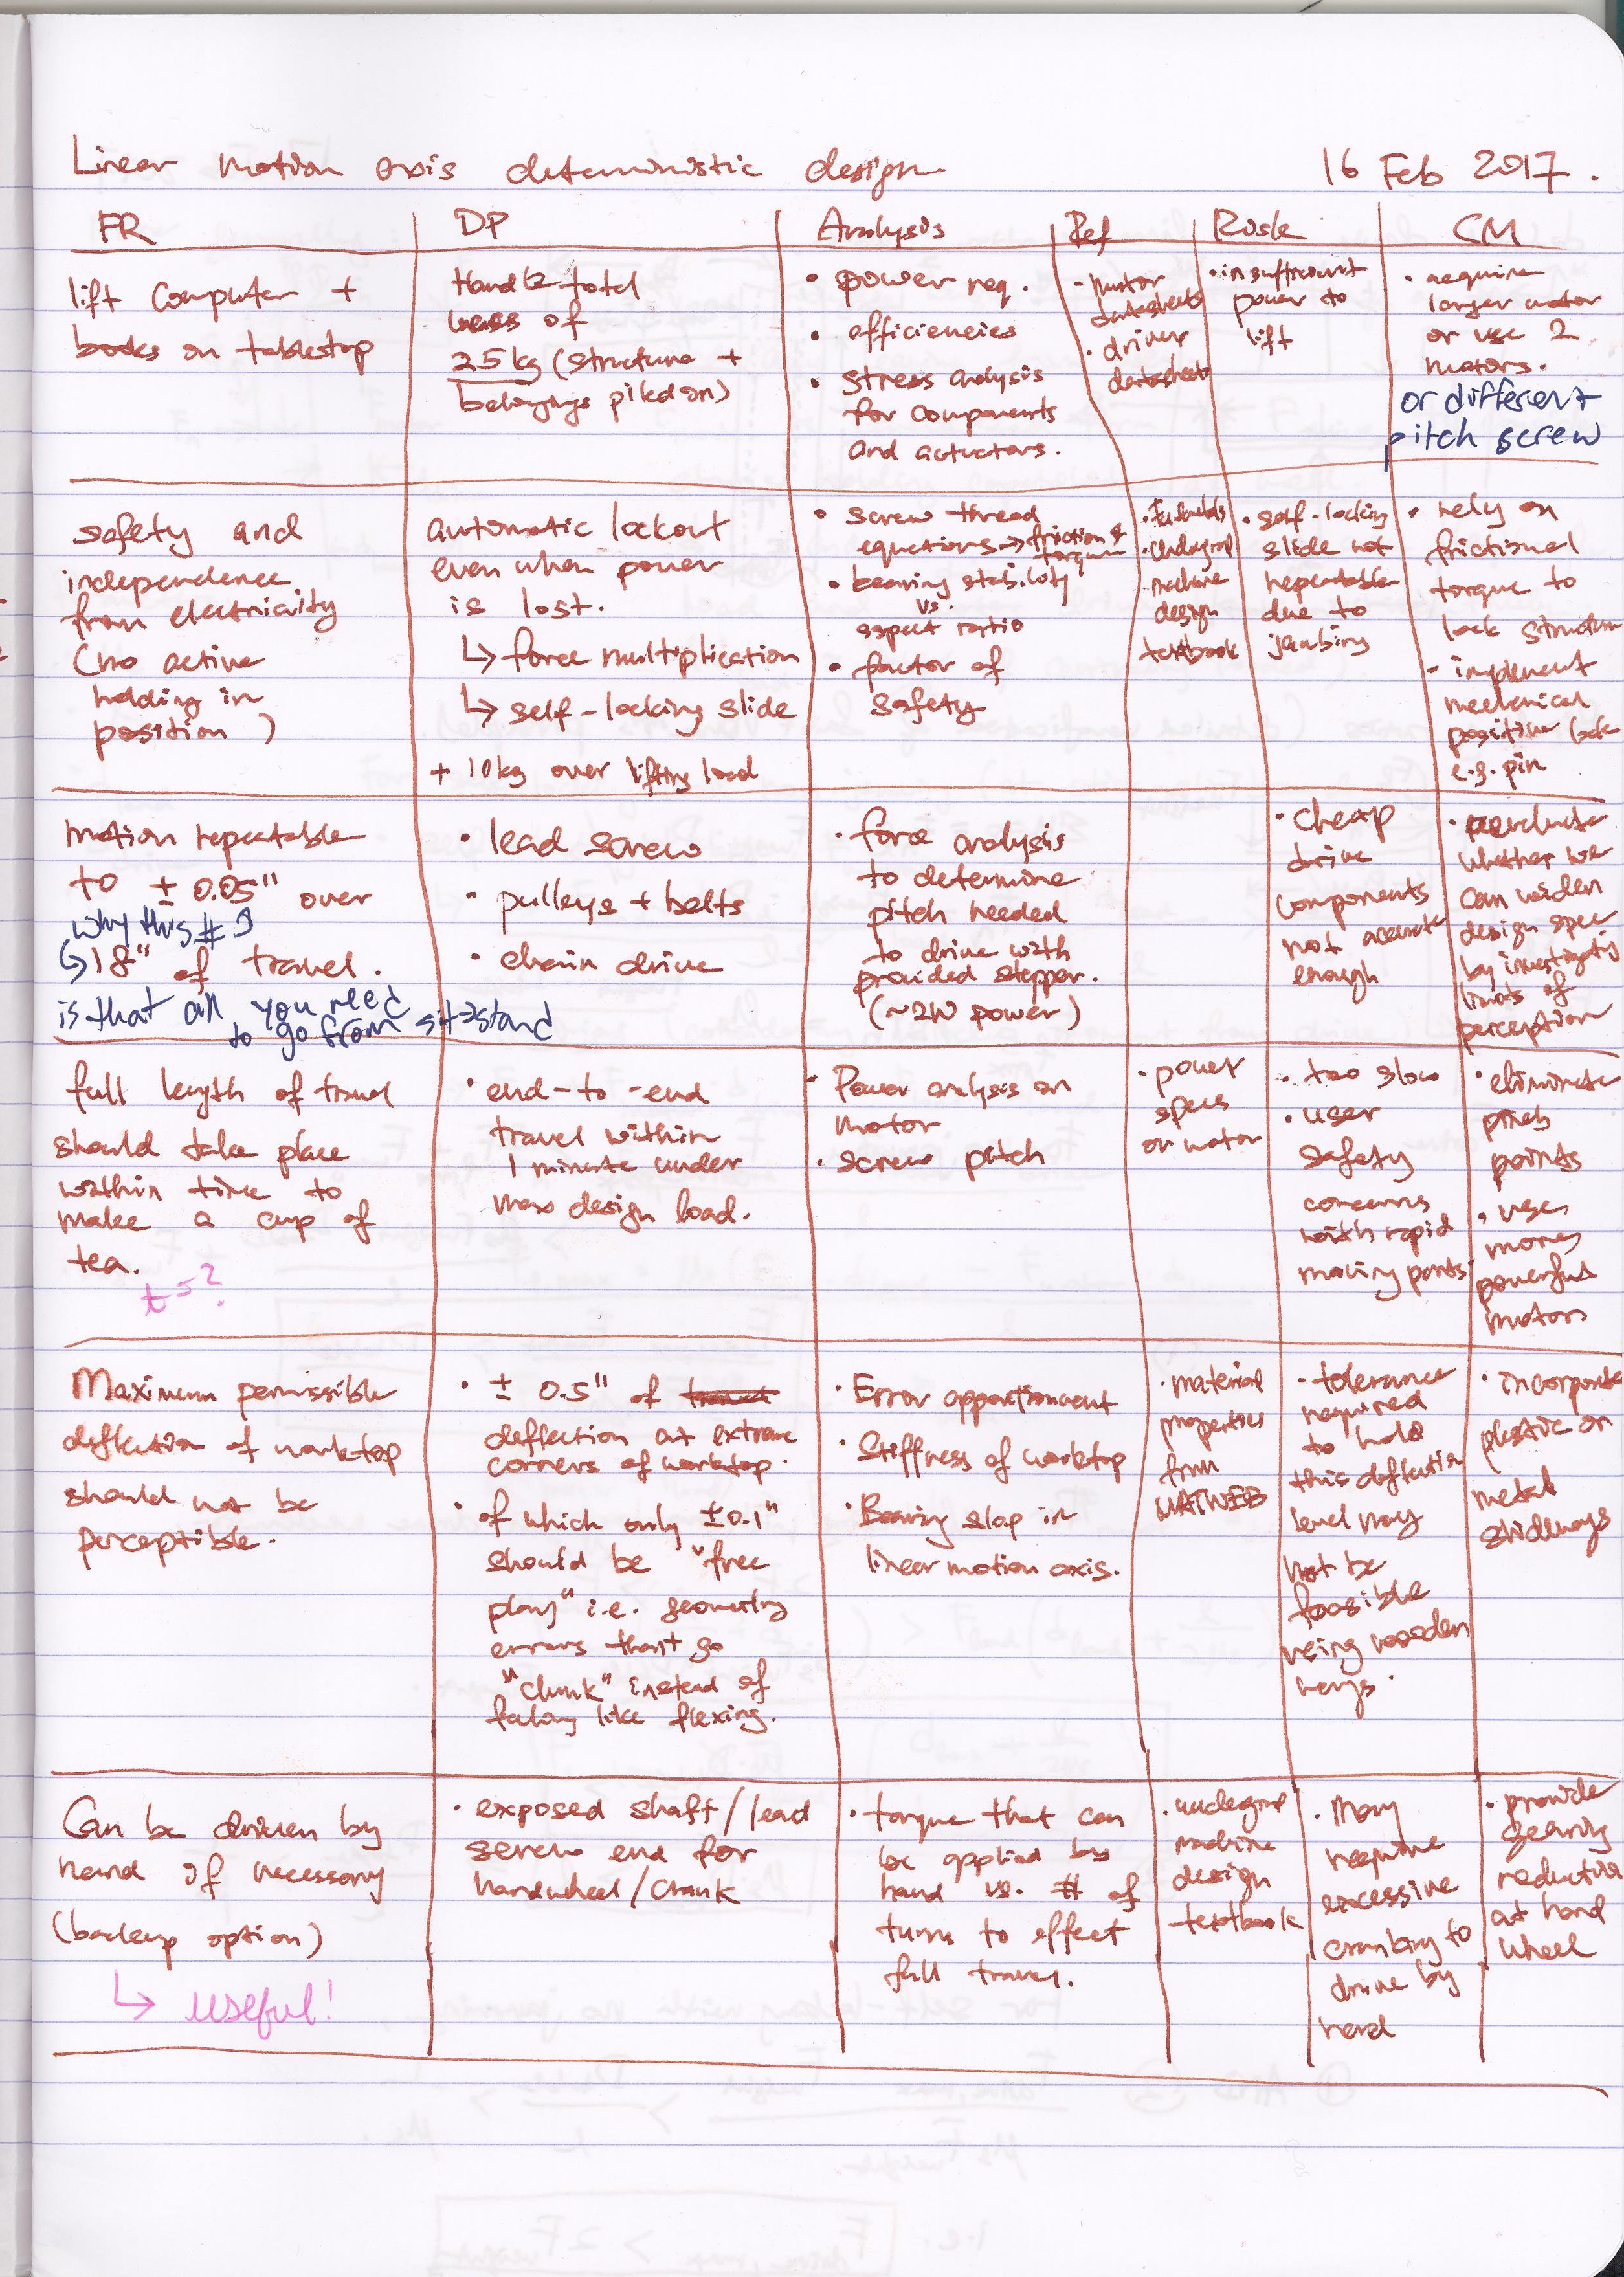 Linear motion axis deterministic design
16 Feb 2017.
FR
DP
Analysis
Ref
Risk
CM
lift computer +
books on tabletop
Handle total
mass of
25kg (structure +
belongings piled on)
• power req.
• efficiencies
• stress analysis
for components
and actuators.
• motor
datasheets
• driver
datasheets
• insufficient
power to
lift
• acquire
larger motor
or use 2
motors.
or different
pitch screw
safety and
independence
from electricity
(no active
holding in
position)
automatic lockout
even when power
is lost.
↳ force multiplication
↳ self-locking slide
+ 10kg over lifting load
• screw thread
equations → friction &
torque
• bearing stability
vs.
aspect ratio
• factor of
safety
• undergrad
machine
design
textbook
• self-locking
slide not
repeatable
due to
jambing
• rely on
frictional
torque to
lock structure
- implement
mechanical
positive lock
e.g. pin
motion repeatable
to ± 0.05" over
why this #?
↳ 18" of travel.
is that all you need
to go from sit→stand
• lead screw
• pulleys + belts
• chain drive
• force analysis
to determine
pitch needed
to drive with
provided stepper.
(~2W power)
• cheap
drive
components
not accurate
enough
• evaluate
whether we
can widen
design spec
by investigating
limits of
perception
full length of travel
should take place
within time to
make a cup of
tea.
t=?
• end-to-end
travel within
1 minute under
max design load.
• Power analysis on
motor
• screw pitch
• power
specs
on motor
• too slow
• user
safety
concerns
with rapid
moving parts
• eliminate
pinch
points
• use
more
powerful
motors
Maximum permissible
deflection of worktop
should not be
perceptible.
• ± 0.5" of travel
deflection at extreme
corners of worktop.
• of which only ±0.1"
should be "free
play" i.e. geometry
errors that go
"clunk" instead of
feeling like flexing.
• Error apportionment
• Stiffness of worktop
• Bearing slop in
linear motion axis.
• material
properties
from
MATWEB
• tolerance
required
to hold
this deflection
level may
not be
feasible
using wooden
• incorporate
plastic or
metal
slideways
Can be driven by
hand if necessary
(backup option)
↳ useful!
• exposed shaft/lead
screw end for
handwheel/crank
• torque that can
be applied by
hand vs. # of
turns to effect
full travel.
• undergrad
machine
design
textbook
• May
require
excessive
cranking to
drive by
hand
• provide
gearing
reduction
at hand
wheel